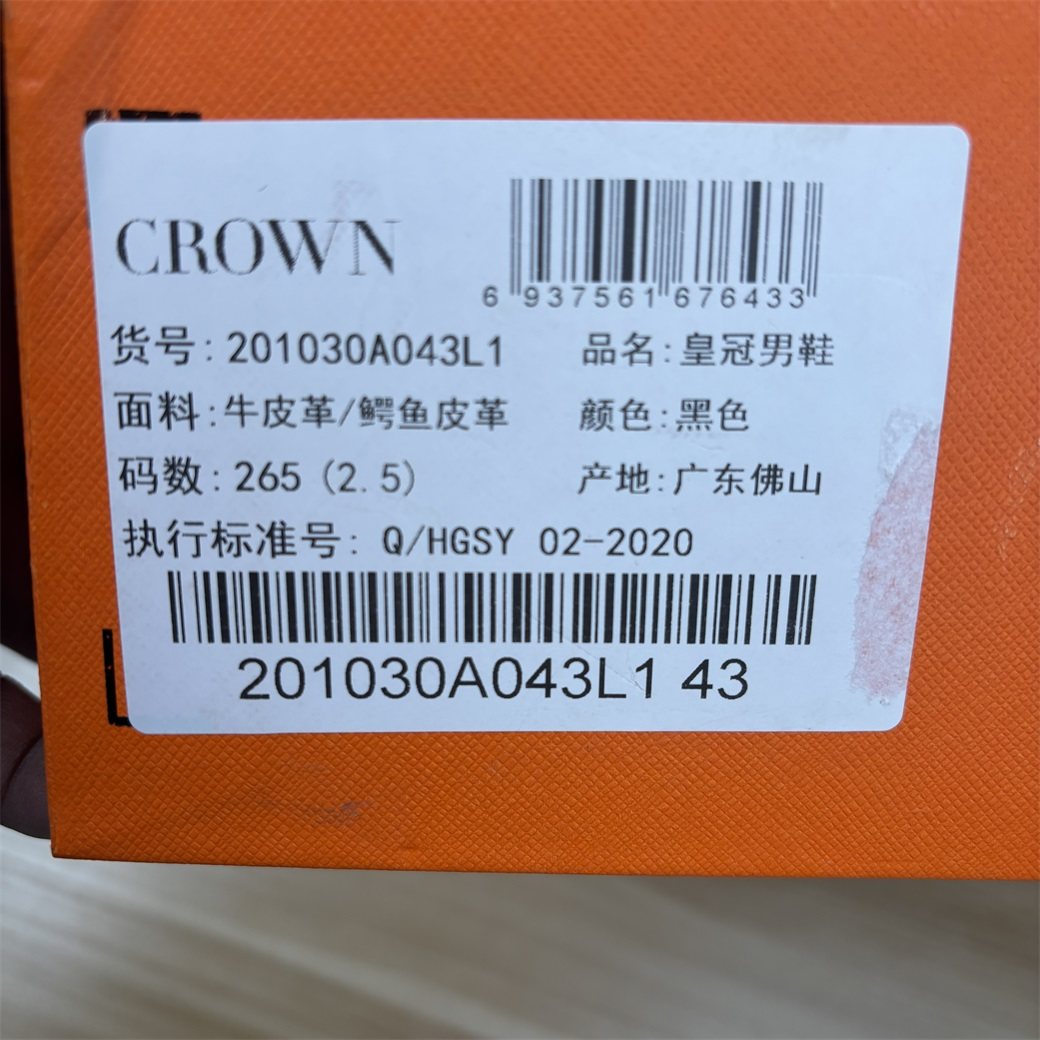 CROWN
6 937561 676433
货号: 201030A043L1 品名: 皇冠男鞋
面料: 牛皮革/鳄鱼皮革 颜色: 黑色
码数: 265 (2.5) 产地: 广东佛山
执行标准号: Q/HGSY 02-2020
201030A043L1 43